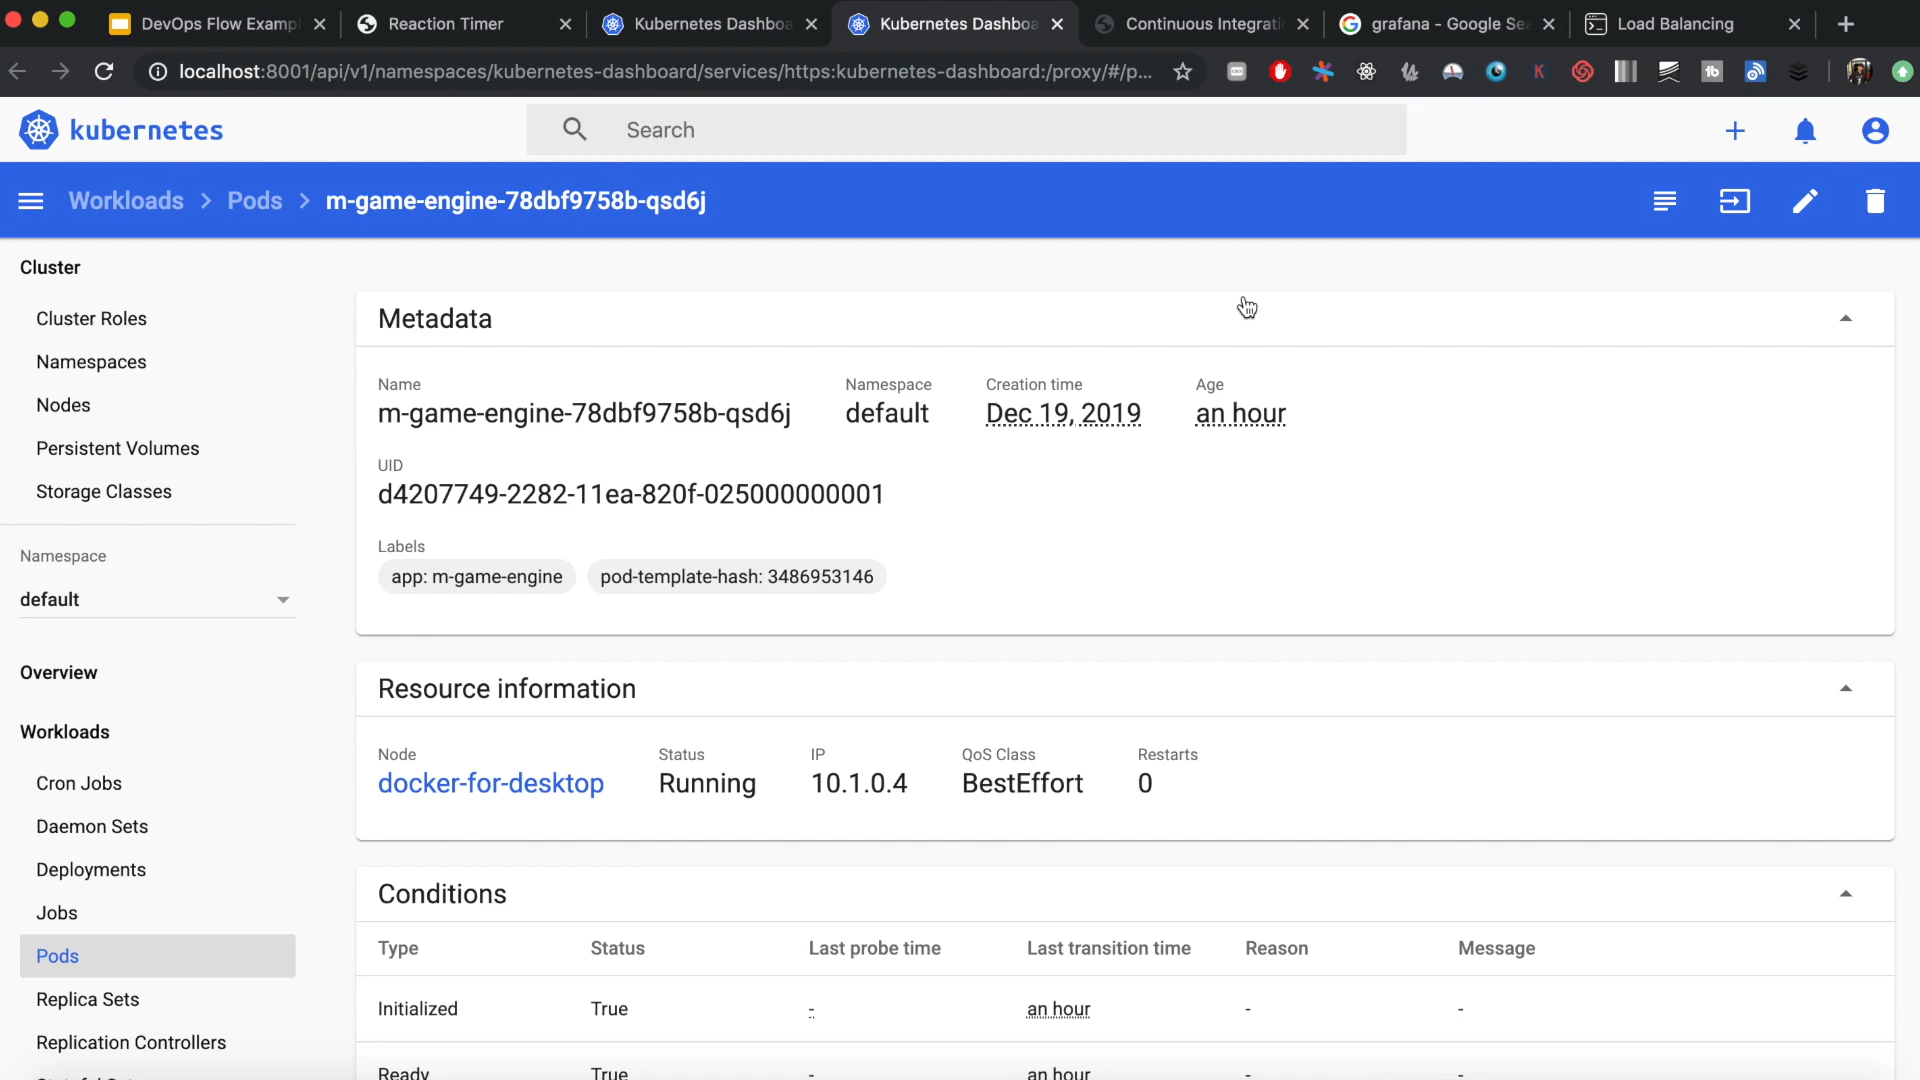 DevOps Flow Exampl
Reaction Timer
Kubernetes Dashboa
Kubernetes Dashboa
Continuous Integrati
grafana - Google Sea
Load Balancing
localhost:8001/api/v1/namespaces/kubernetes-dashboard/services/https:kubernetes-dashboard:/proxy/#/p...
kubernetes
Search
Workloads > Pods > m-game-engine-78dbf9758b-qsd6j
Cluster
Cluster Roles
Namespaces
Nodes
Persistent Volumes
Storage Classes
Namespace
default
Overview
Workloads
Cron Jobs
Daemon Sets
Deployments
Jobs
Pods
Replica Sets
Replication Controllers
Metadata
Name Namespace Creation time Age
m-game-engine-78dbf9758b-qsd6j default Dec 19, 2019 an hour
UID
d4207749-2282-11ea-820f-025000000001
Labels
app: m-game-engine pod-template-hash: 3486953146
Resource information
Node Status IP QoS Class Restarts
docker-for-desktop Running 10.1.0.4 BestEffort 0
Conditions
Type Status Last probe time Last transition time Reason Message
Initialized True - an hour - -
Ready True - an hour - -